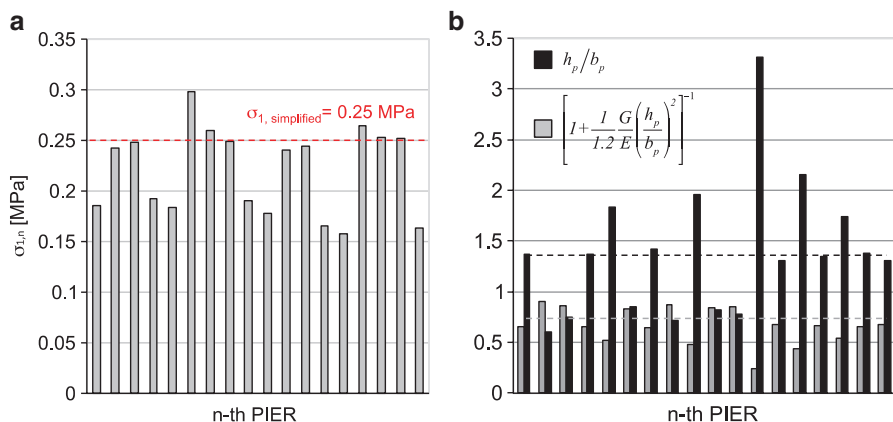 a
0.35
0.3
0.25
0.2
0.15
0.1
0.05
0
σ1,n [MPa]
σ1, simplified = 0.25 MPa
n-th PIER
b
3.5
3
2.5
2
1.5
1
0.5
0
hp/bp
[1+ 1/1.2 G/E (hp/bp)²]⁻¹
n-th PIER